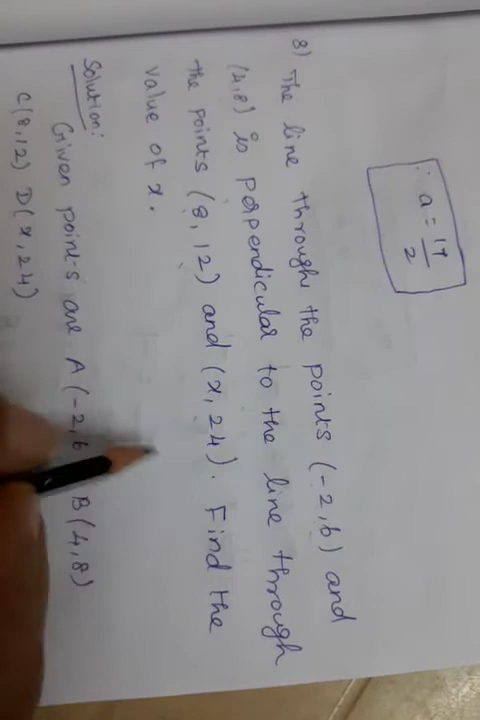 ∴ a = 17/2
8) The line through the points (-2,6) and
(4,8) is perpendicular to the line through
the points (8,12) and (x,24). Find the
value of x.
Solution:
Given points are A(-2,6 B(4,8)
C(8,12) D(x,24)